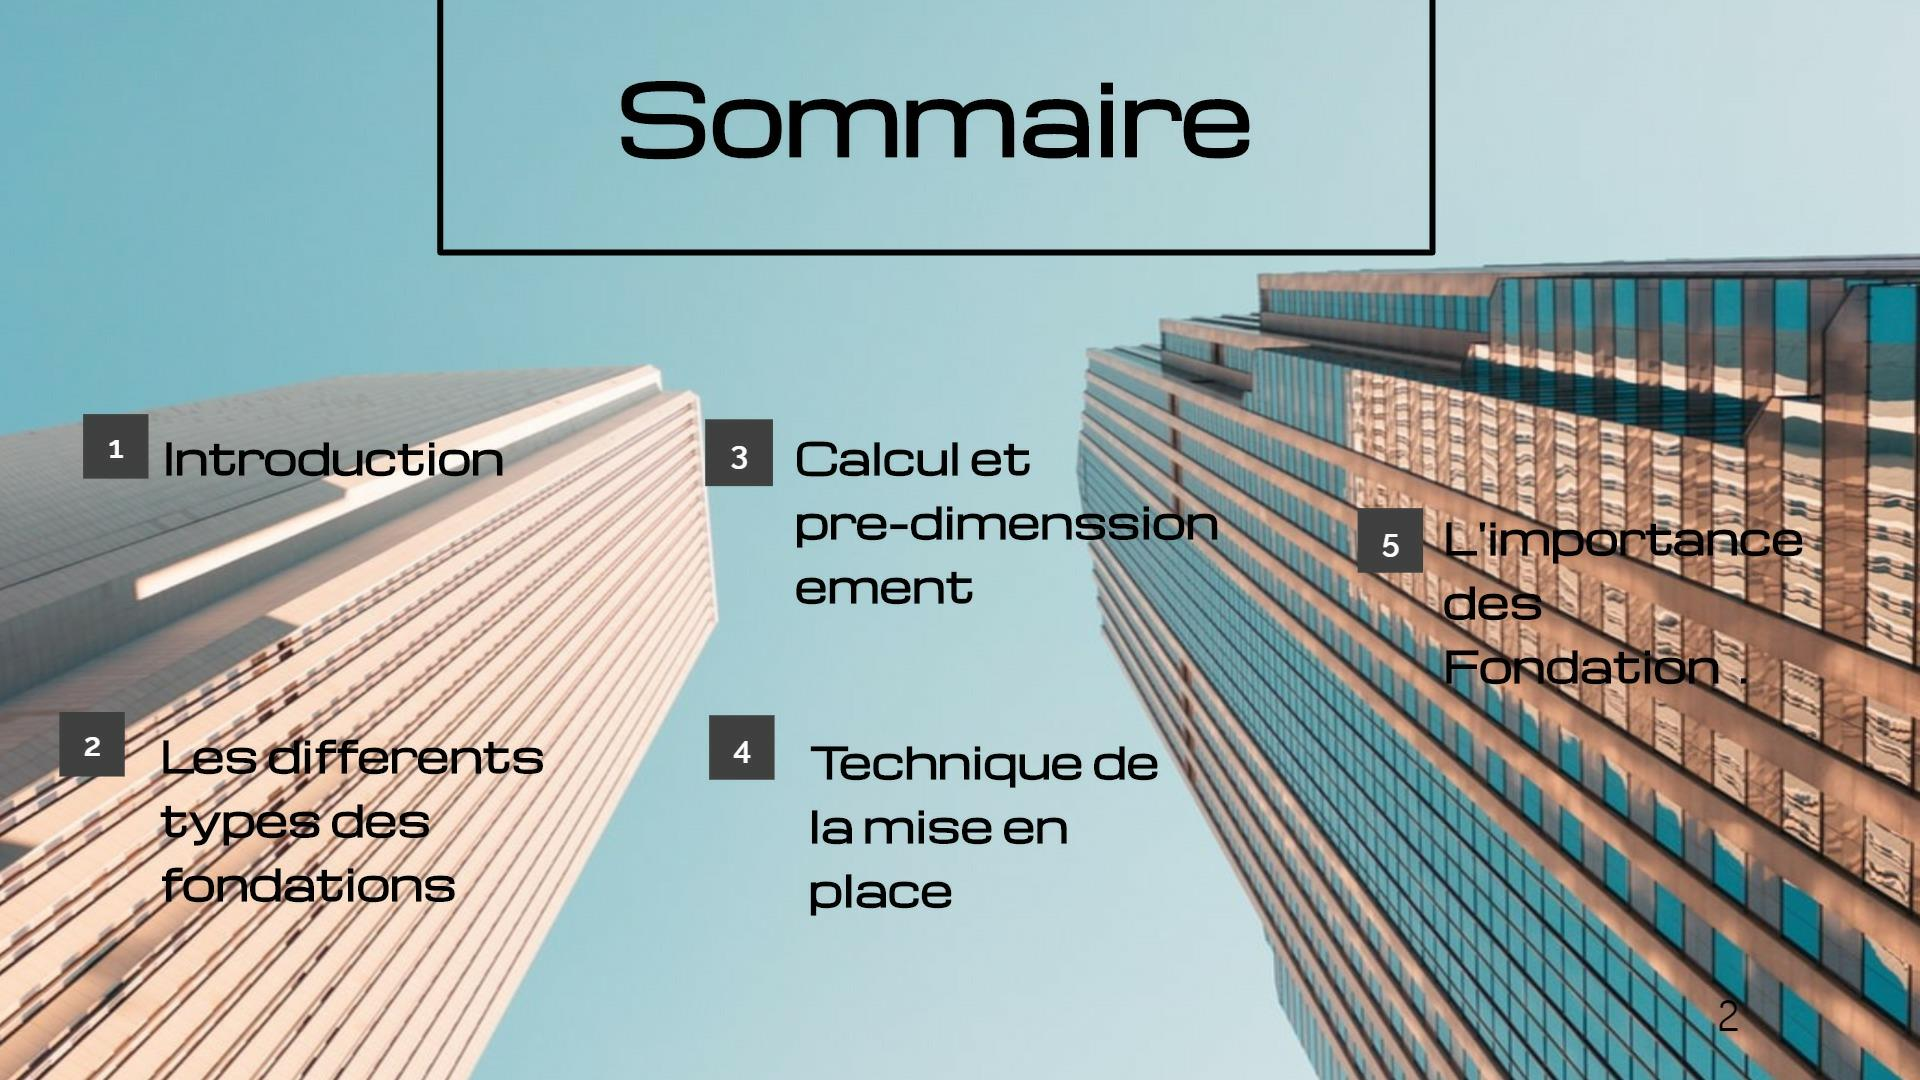 Sommaire
1
Introduction
2
Les differents
types des
fondations
3
Calcul et
pre-dimenssion
ement
4
Technique de
la mise en
place
5
L'importance
des
Fondation .
2